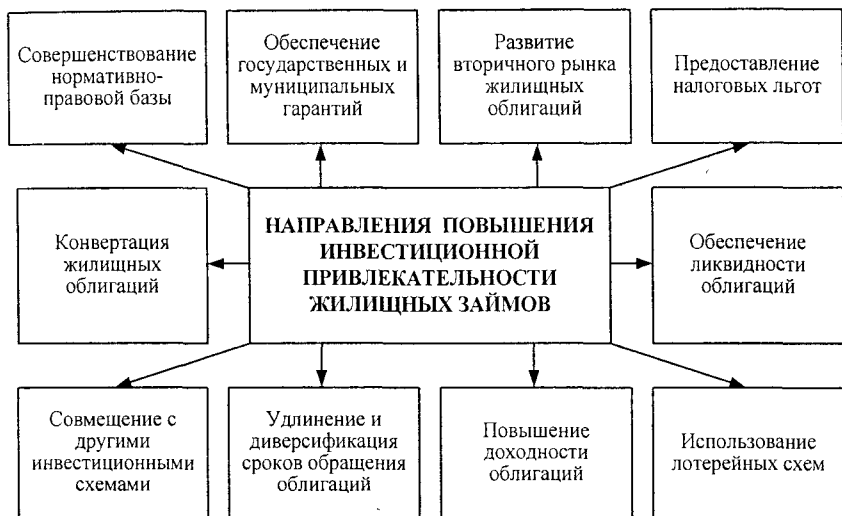 Совершенствование
нормативно-
правовой базы
Обеспечение
государственных и
муниципальных
гарантий
Развитие
вторичного рынка
жилищных
облигаций
Предоставление
налоговых льгот
Конвертация
жилищных
облигаций
НАПРАВЛЕНИЯ ПОВЫШЕНИЯ
ИНВЕСТИЦИОННОЙ
ПРИВЛЕКАТЕЛЬНОСТИ
ЖИЛИЩНЫХ ЗАЙМОВ
Обеспечение
ликвидности
облигаций
Совмещение с
другими
инвестиционными
схемами
Удлинение и
диверсификация
сроков обращения
облигаций
Повышение
доходности
облигаций
Использование
лотерейных схем